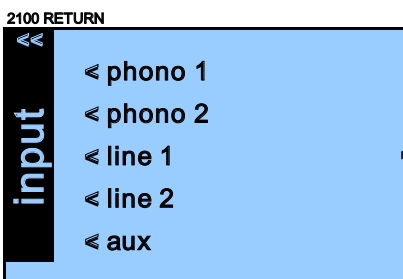 2100 RETURN
<< input
< phono 1
< phono 2
< line 1
< line 2
< aux